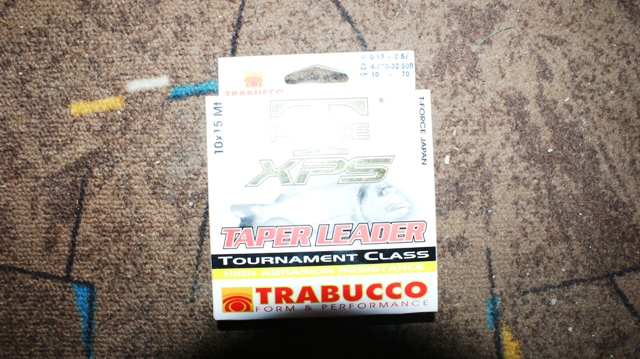 TRABUCCO
10x15 Mt
T-FORCE JAPAN
XPS
TAPER LEADER
TOURNAMENT CLASS
HIGH ABRASION RESISTANCE
TRABUCCO
FORM & PERFORMANCE